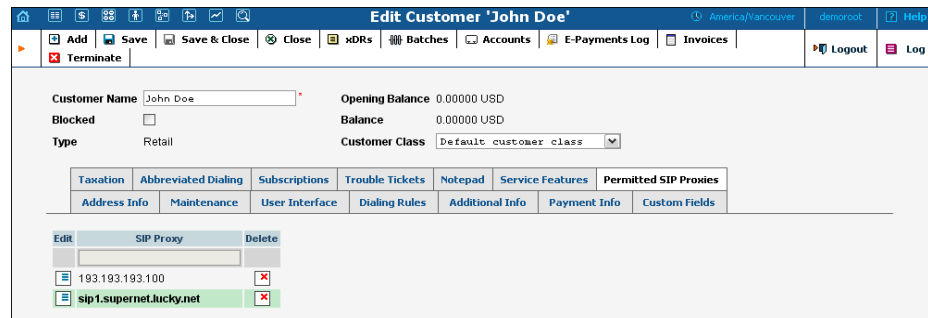 Edit Customer 'John Doe'
America/Vancouver
demoroot
Help
Add
Save
Save & Close
Close
xDRs
Batches
Accounts
E-Payments Log
Invoices
Terminate
Logout
Log
Customer Name John Doe *
Opening Balance 0.00000 USD
Blocked
Balance 0.00000 USD
Type Retail
Customer Class Default customer class
Taxation Abbreviated Dialing Subscriptions Trouble Tickets Notepad Service Features Permitted SIP Proxies
Address Info Maintenance User Interface Dialing Rules Additional Info Payment Info Custom Fields
Edit SIP Proxy Delete
193.193.193.100
sip1.supernet.lucky.net